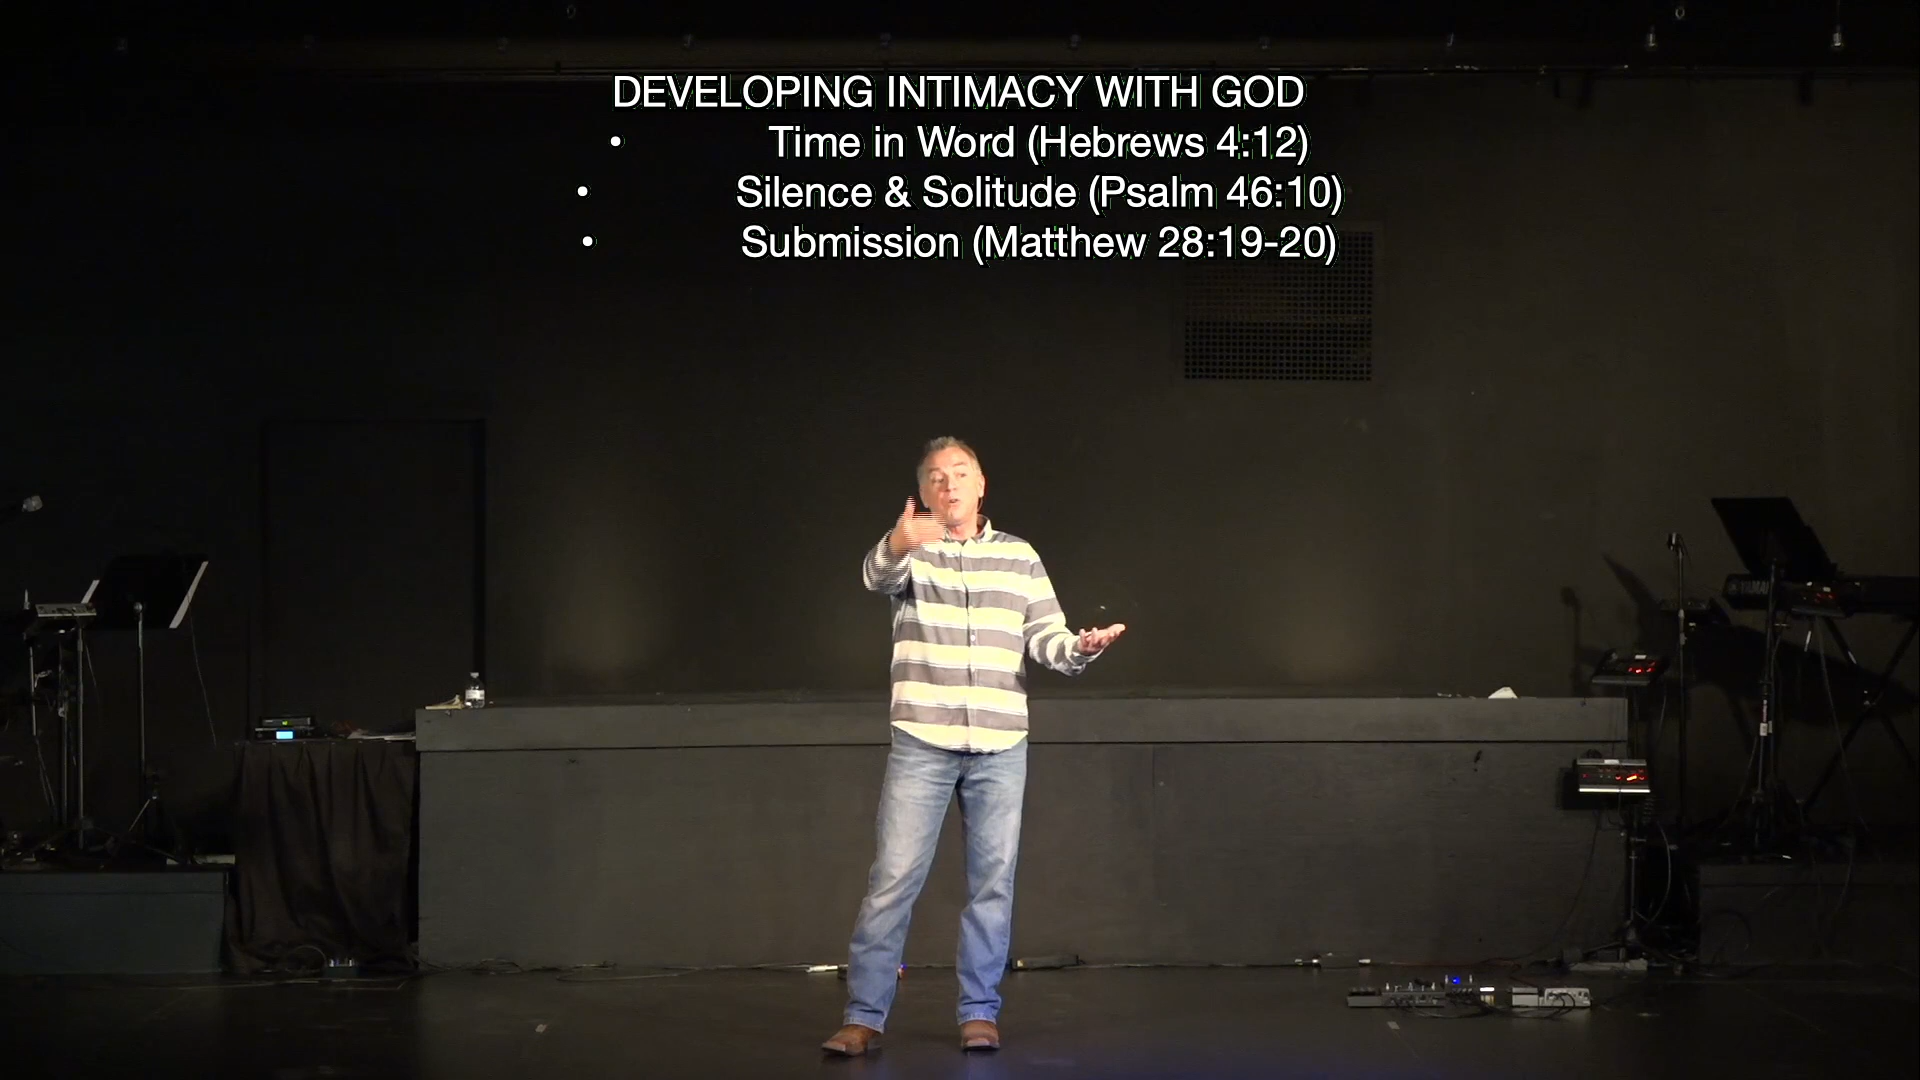 DEVELOPING INTIMACY WITH GOD
• Time in Word (Hebrews 4:12)
• Silence & Solitude (Psalm 46:10)
• Submission (Matthew 28:19-20)